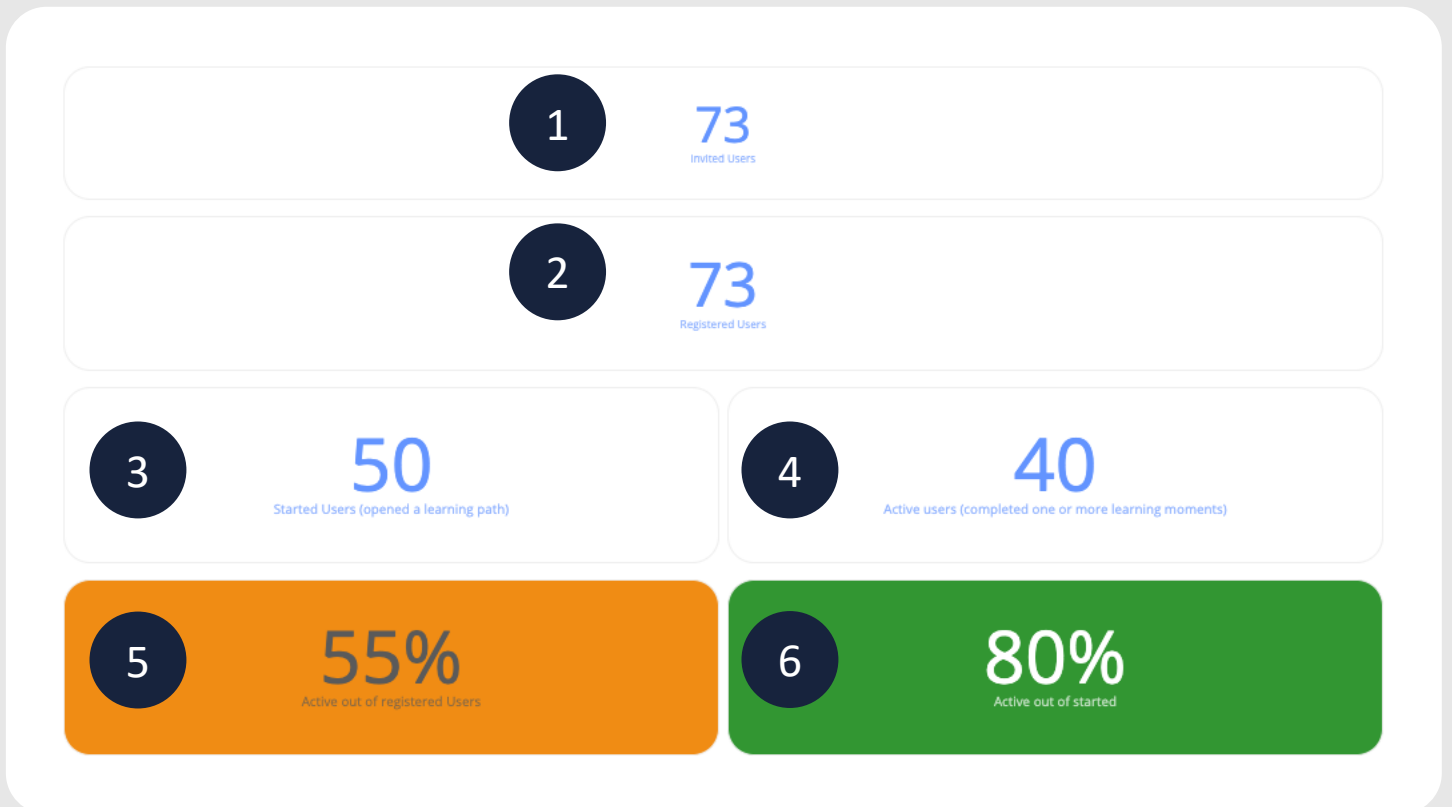 1
73
Invited Users
2
73
Registered Users
3
50
Started Users (opened a learning path)
4
40
Active users (completed one or more learning moments)
5
55%
Active out of registered Users
6
80%
Active out of started